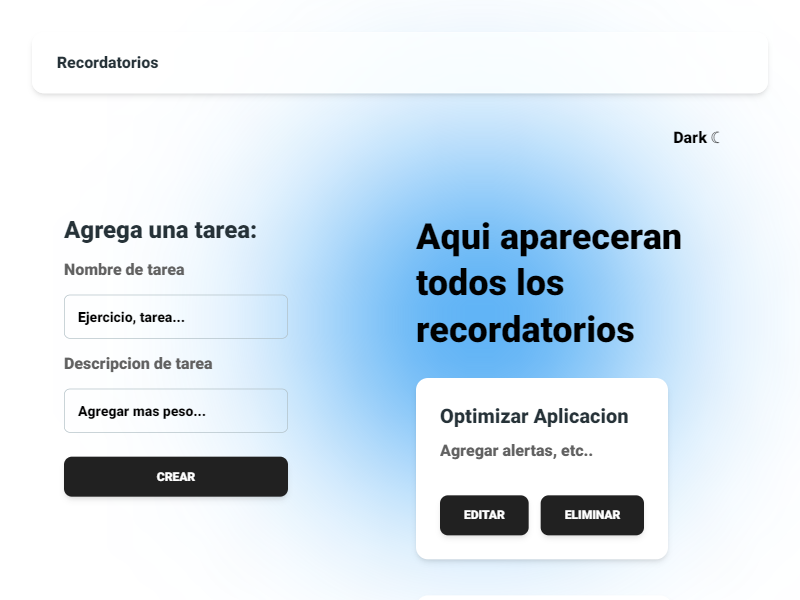 Recordatorios
Dark ☾
Agrega una tarea:
Nombre de tarea
Ejercicio, tarea...
Descripcion de tarea
Agregar mas peso...
CREAR
Aqui apareceran
todos los
recordatorios
Optimizar Aplicacion
Agregar alertas, etc..
EDITAR
ELIMINAR